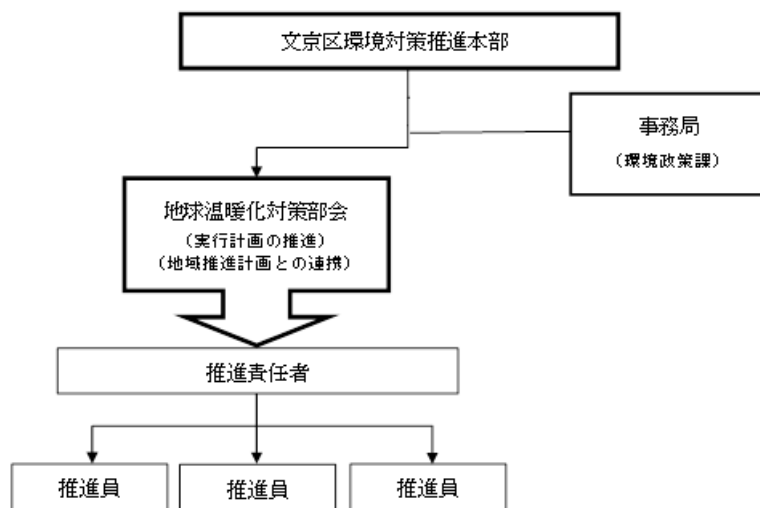 文京区環境対策推進本部
事務局
（環境政策課）
地球温暖化対策部会
（実行計画の推進）
（地域推進計画との連携）
推進責任者
推進員
推進員
推進員